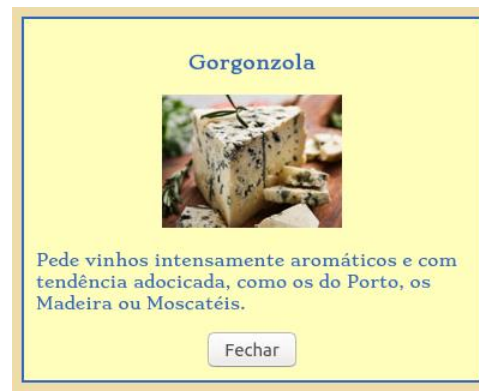 Gorgonzola
Pede vinhos intensamente aromáticos e com
tendência adocicada, como os do Porto, os
Madeira ou Moscatéis.
Fechar